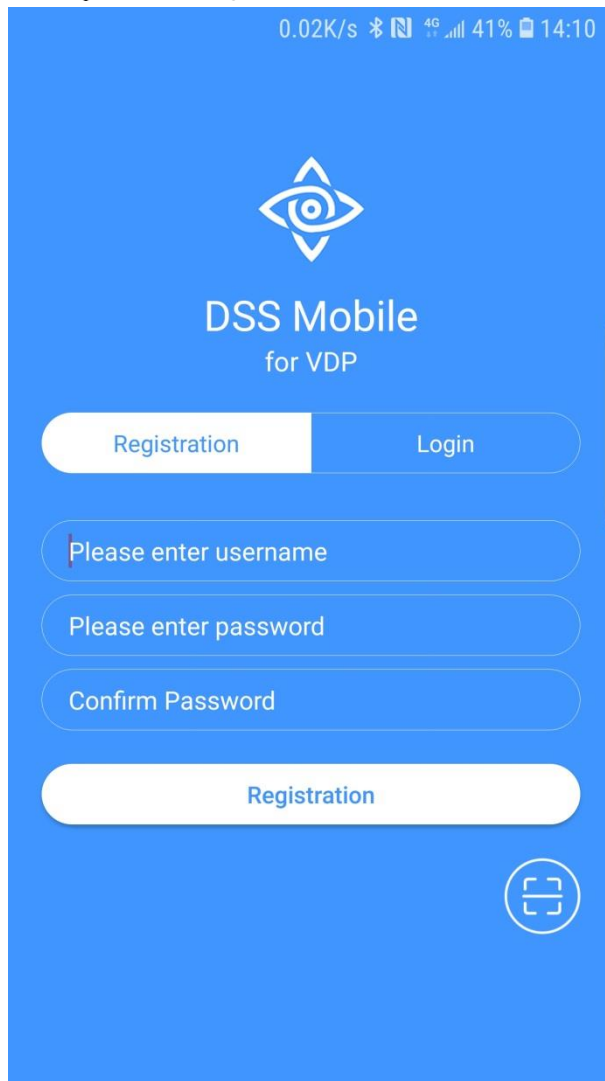 0.02K/s 4G 41% 14:10
DSS Mobile
for VDP
Registration Login
Please enter username
Please enter password
Confirm Password
Registration